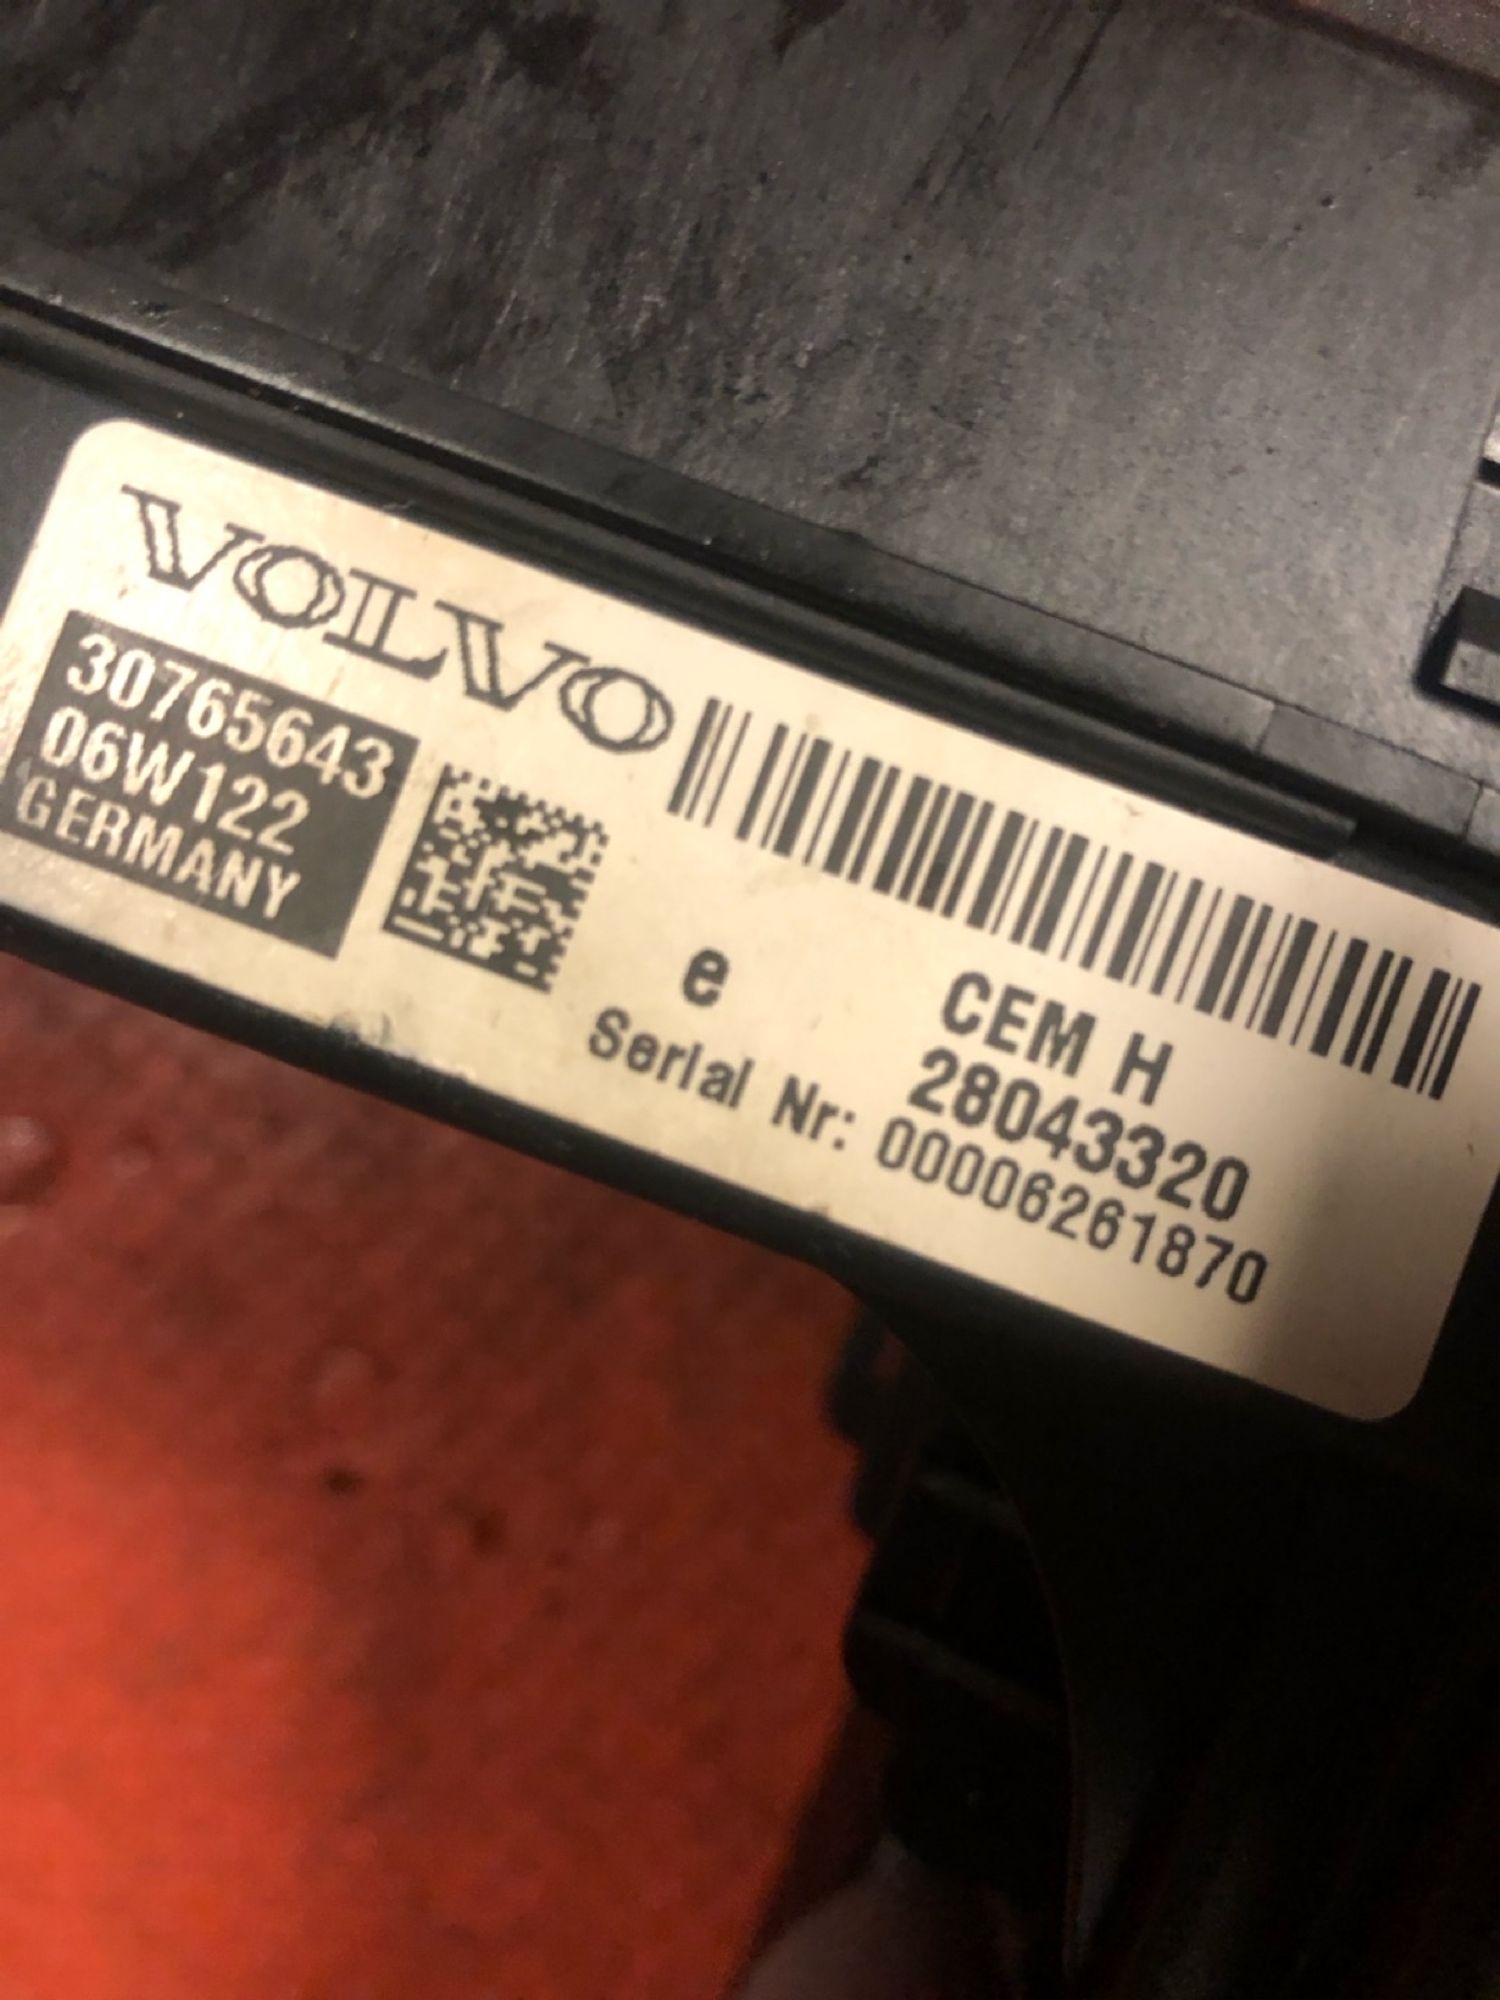 VOLVO
30765643
06W122
GERMANY
e
CEM H
28043320
Serial Nr: 00006261870